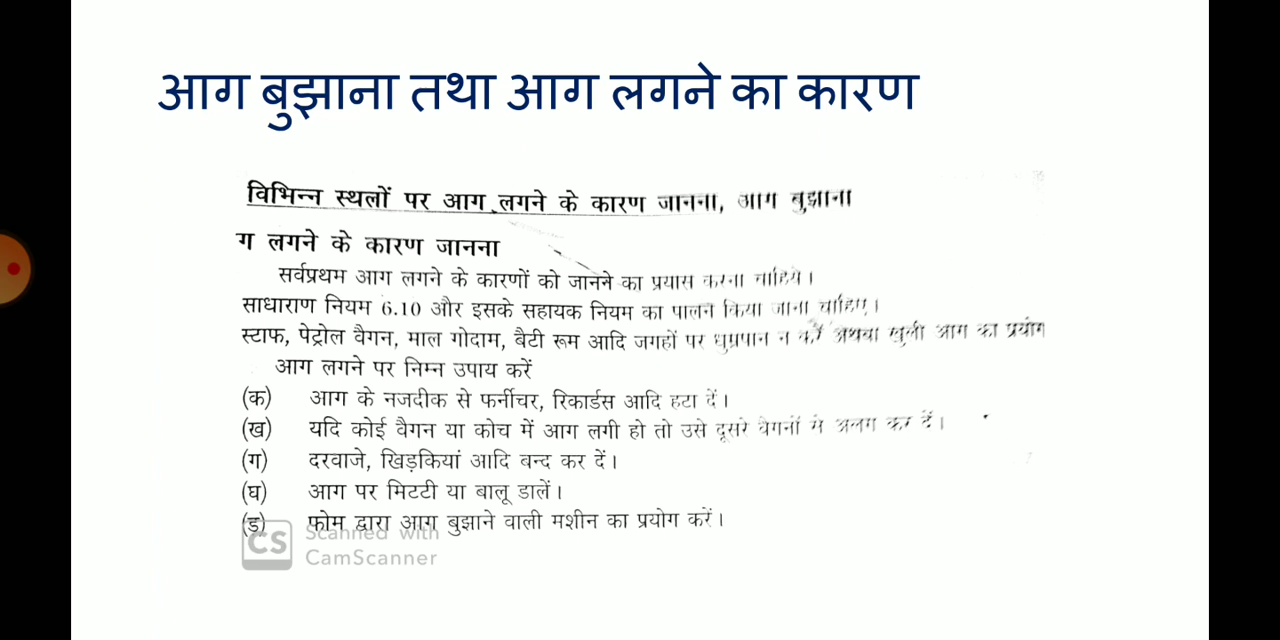 आग बुझाना तथा आग लगने का कारण
विभिन्न स्थलों पर आग लगने के कारण जानना, आग बुझाना
ग लगने के कारण जानना
सर्वप्रथम आग लगने के कारणों को जानने का प्रयास करना चाहिये।
साधाराण नियम 6.10 और इसके सहायक नियम का पालन किया जाना चाहिए।
स्टाफ, पेट्रोल वैगन, माल गोदाम, बैटी रूम आदि जगहों पर धुम्रपान न करें अथवा खुली आग का प्रयोग
आग लगने पर निम्न उपाय करें
(क) आग के नजदीक से फर्नीचर, रिकार्डस आदि हटा दें।
(ख) यदि कोई वैगन या कोच में आग लगी हो तो उसे दूसरे वैगनों से अलग कर दें।
(ग) दरवाजे, खिड़कियां आदि बन्द कर दें।
(घ) आग पर मिटटी या बालू डालें।
(ड़) फोम द्वारा आग बुझाने वाली मशीन का प्रयोग करें।
CS Scanned with
CamScanner